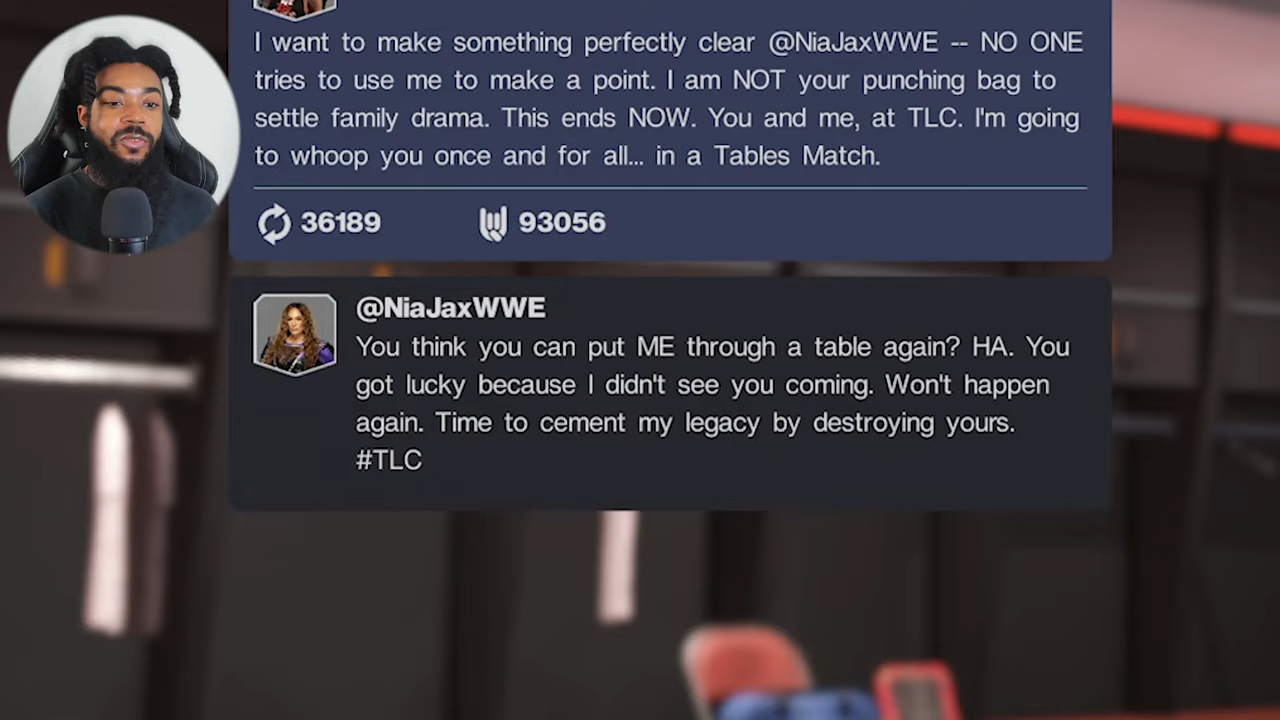 I want to make something perfectly clear @NiaJaxWWE -- NO ONE
tries to use me to make a point. I am NOT your punching bag to
settle family drama. This ends NOW. You and me, at TLC. I'm going
to whoop you once and for all... in a Tables Match.
36189 93056
@NiaJaxWWE
You think you can put ME through a table again? HA. You
got lucky because I didn't see you coming. Won't happen
again. Time to cement my legacy by destroying yours.
#TLC